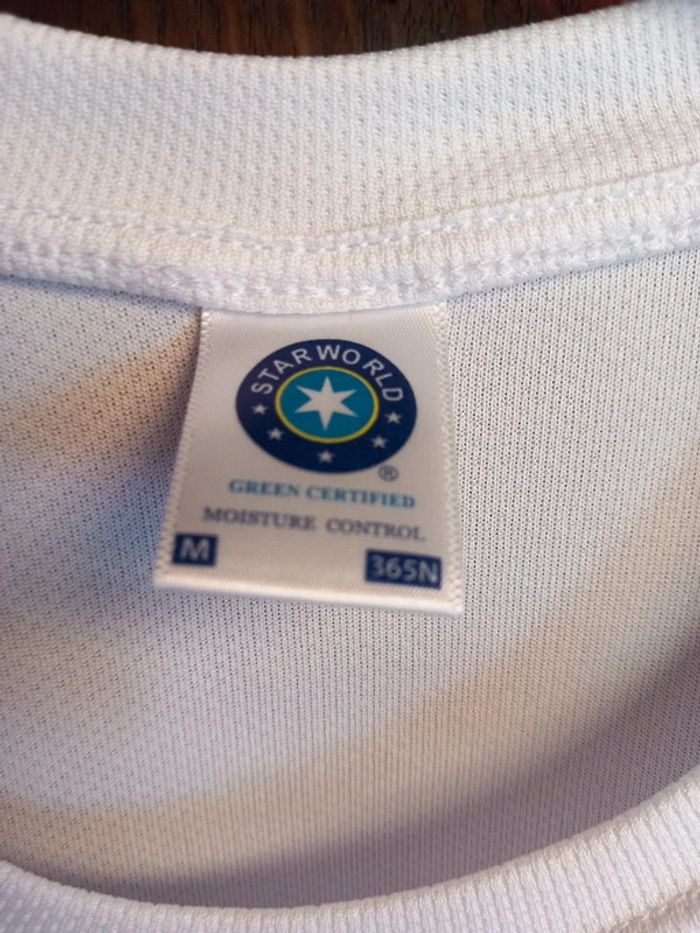 STARWORLD
®
GREEN CERTIFIED
MOISTURE CONTROL
M 365N